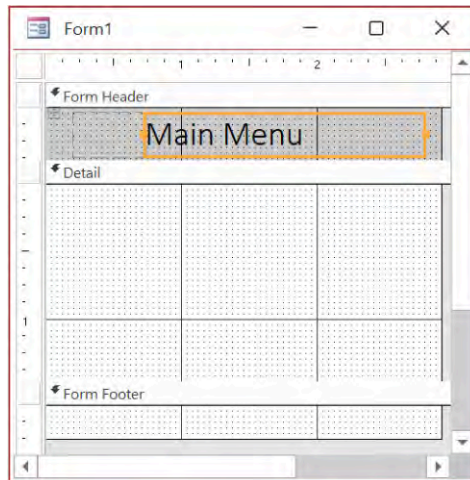 Form1
1 2
Form Header
Main Menu
Detail
1
Form Footer